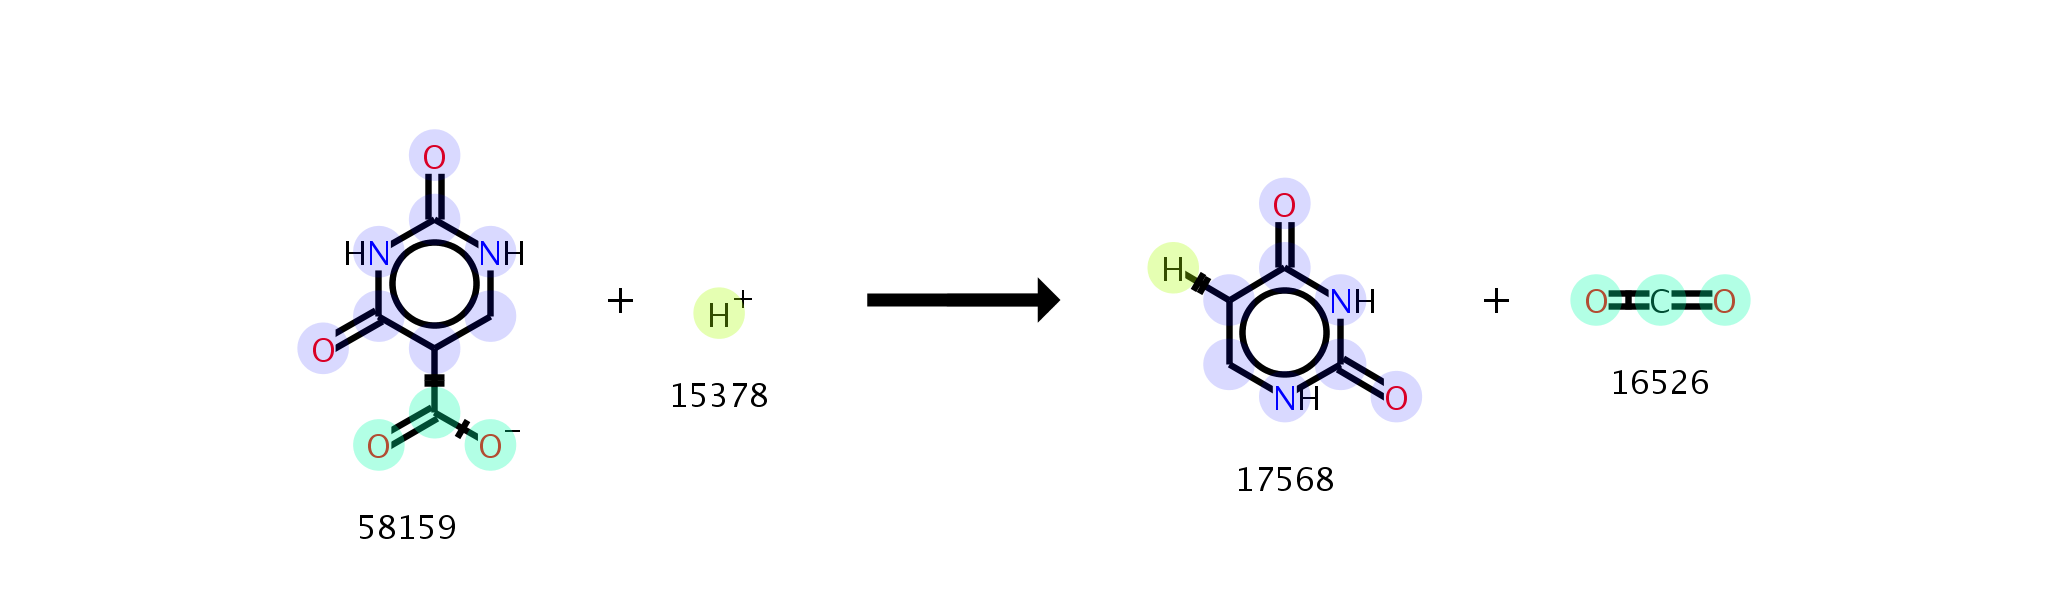 O
HN NH
O
O O−
58159
+
H+
15378
O
H
NH
NH O
17568
+
O C O
16526